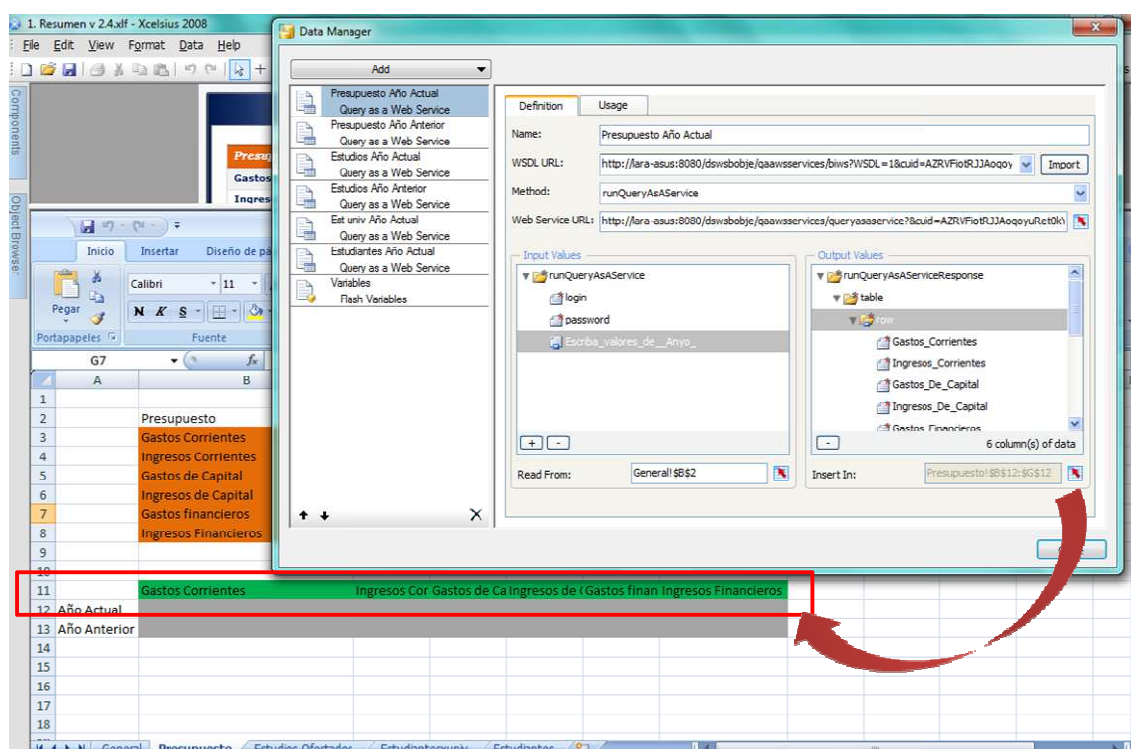 1. Resumen v 2.4.xlf - Xcelsius 2008
File Edit View Format Data Help
Components
Object Browser
Gastos
Ingres
Inicio Insertar Diseño de pá
Pegar
Calibri 11
N K S
Portapapeles Fuente
G7 fx
A B
1
2 Presupuesto
3 Gastos Corrientes
4 Ingresos Corrientes
5 Gastos de Capital
6 Ingresos de Capital
7 Gastos financieros
8 Ingresos Financieros
9
10
11 Gastos Corrientes Ingresos Cor Gastos de Ca Ingresos de ( Gastos finan Ingresos Financieros
12 Año Actual
13 Año Anterior
14
15
16
17
18
General Presupuesto Estudios Ofertados Estudiantesxuniv Estudiantes
Data Manager
Add
Presupuesto Año Actual
Query as a Web Service
Presupuesto Año Anterior
Query as a Web Service
Estudios Año Actual
Query as a Web Service
Estudios Año Anterior
Query as a Web Service
Est univ Año Actual
Query as a Web Service
Estudiantes Año Actual
Query as a Web Service
Variables
Flash Variables
Definition Usage
Name: Presupuesto Año Actual
WSDL URL: http://lara-asus:8080/dswsbobje/qaawsservices/biws?WSDL=1&cuid=AZRVFiotRJJAoqoy Import
Method: runQueryAsAService
Web Service URL: http://lara-asus:8080/dswsbobje/qaawsservices/queryasaservice?&cuid=AZRVFiotRJJAoqoyuRet0k\
Input Values
runQueryAsAService
login
password
Escriba_valores_de__Anyo_
+ -
Read From: General!$B$2
Output Values
runQueryAsAServiceResponse
table
row
Gastos_Corrientes
Ingresos_Corrientes
Gastos_De_Capital
Ingresos_De_Capital
Gastos_Financieros
- 6 column(s) of data
Insert In: Presupuesto!$B$12:$G$12